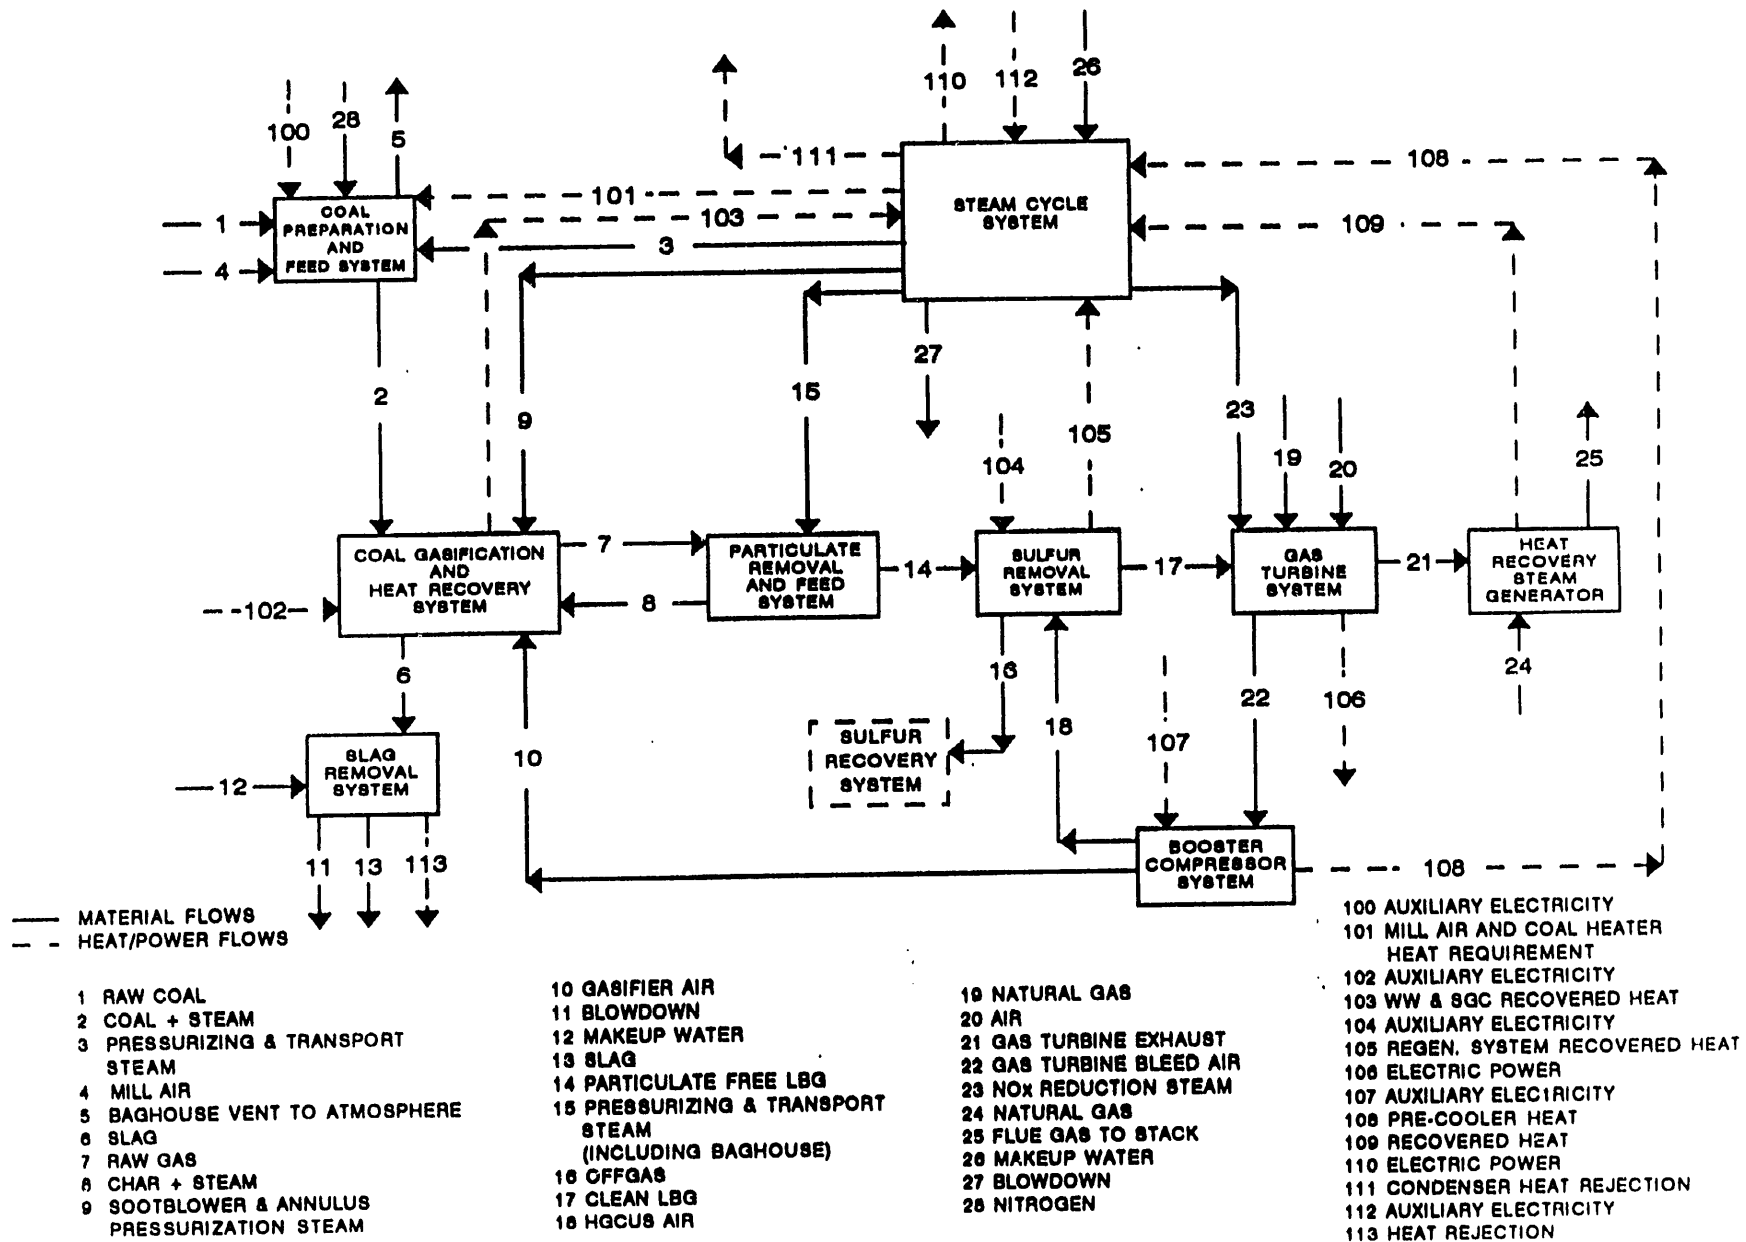 110
112
26
100
28
5
111
108
101
103
109
1
COAL
PREPARATION
AND
FEED SYSTEM
STEAM CYCLE
SYSTEM
3
4
27
2
15
9
23
105
104
19
20
25
COAL GASIFICATION
AND
HEAT RECOVERY
SYSTEM
7
8
PARTICULATE
REMOVAL
AND FEED
SYSTEM
14
SULFUR
REMOVAL
SYSTEM
17
GAS
TURBINE
SYSTEM
21
HEAT
RECOVERY
STEAM
GENERATOR
102
6
16
18
107
22
106
24
10
SULFUR
RECOVERY
SYSTEM
SLAG
REMOVAL
SYSTEM
12
11
13
113
BOOSTER
COMPRESSOR
SYSTEM
108
MATERIAL FLOWS
HEAT/POWER FLOWS
1 RAW COAL
2 COAL + STEAM
3 PRESSURIZING & TRANSPORT
STEAM
4 MILL AIR
5 BAGHOUSE VENT TO ATMOSPHERE
6 SLAG
7 RAW GAS
8 CHAR + STEAM
9 SOOTBLOWER & ANNULUS
PRESSURIZATION STEAM
10 GASIFIER AIR
11 BLOWDOWN
12 MAKEUP WATER
13 SLAG
14 PARTICULATE FREE LBG
15 PRESSURIZING & TRANSPORT
STEAM
(INCLUDING BAGHOUSE)
16 OFFGAS
17 CLEAN LBG
18 HGCUS AIR
19 NATURAL GAS
20 AIR
21 GAS TURBINE EXHAUST
22 GAS TURBINE BLEED AIR
23 NOx REDUCTION STEAM
24 NATURAL GAS
25 FLUE GAS TO STACK
26 MAKEUP WATER
27 BLOWDOWN
28 NITROGEN
100 AUXILIARY ELECTRICITY
101 MILL AIR AND COAL HEATER
HEAT REQUIREMENT
102 AUXILIARY ELECTRICITY
103 WW & SGC RECOVERED HEAT
104 AUXILIARY ELECTRICITY
105 REGEN. SYSTEM RECOVERED HEAT
106 ELECTRIC POWER
107 AUXILIARY ELECTRICITY
108 PRE-COOLER HEAT
109 RECOVERED HEAT
110 ELECTRIC POWER
111 CONDENSER HEAT REJECTION
112 AUXILIARY ELECTRICITY
113 HEAT REJECTION